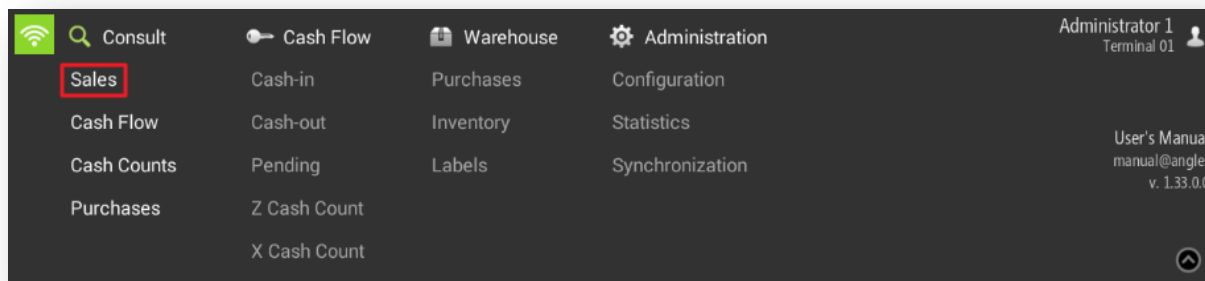 Consult
Cash Flow
Warehouse
Administration
Administrator 1
Terminal 01
Sales
Cash-in
Purchases
Configuration
Cash Flow
Cash-out
Inventory
Statistics
User's Manua
Cash Counts
Pending
Labels
Synchronization
manual@angle
v. 1.33.0.0
Purchases
Z Cash Count
X Cash Count